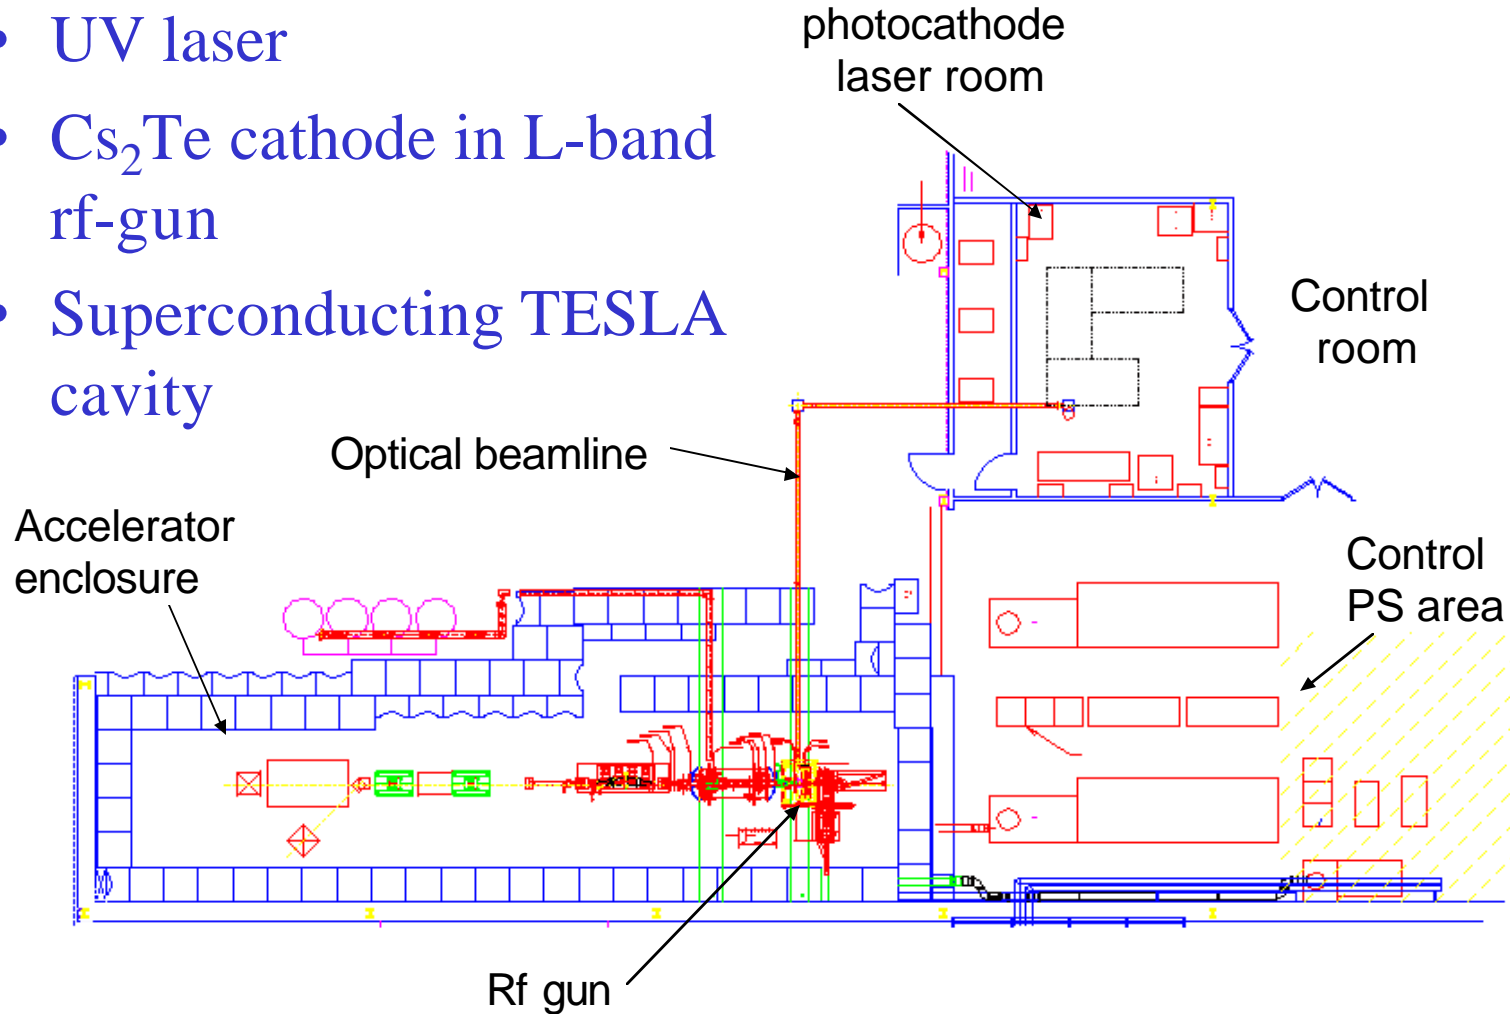 • UV laser
• Cs₂Te cathode in L-band
rf-gun
• Superconducting TESLA
cavity
photocathode
laser room
Control
room
Optical beamline
Accelerator
enclosure
Control
PS area
Rf gun